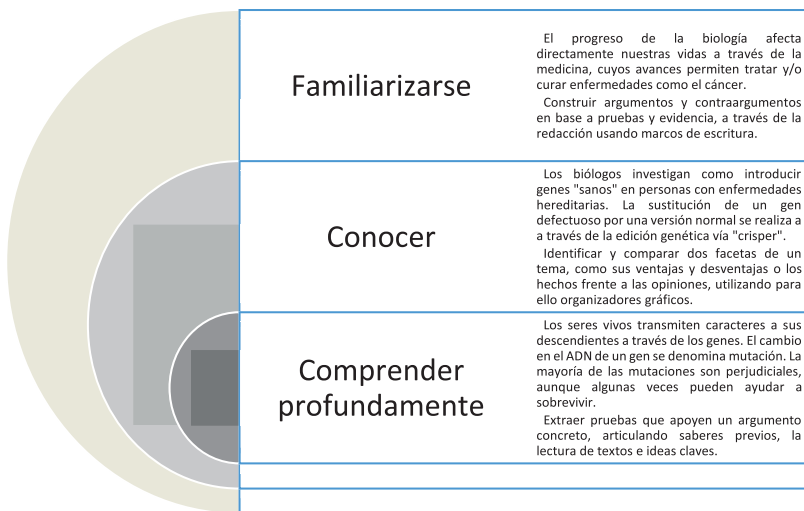 Familiarizarse
El progreso de la biología afecta
directamente nuestras vidas a través de la
medicina, cuyos avances permiten tratar y/o
curar enfermedades como el cáncer.
Construir argumentos y contraargumentos
en base a pruebas y evidencia, a través de la
redacción usando marcos de escritura.
Conocer
Los biólogos investigan como introducir
genes "sanos" en personas con enfermedades
hereditarias. La sustitución de un gen
defectuoso por una versión normal se realiza a
a través de la edición genética vía "crisper".
Identificar y comparar dos facetas de un
tema, como sus ventajas y desventajas o los
hechos frente a las opiniones, utilizando para
ello organizadores gráficos.
Comprender
profundamente
Los seres vivos transmiten caracteres a sus
descendientes a través de los genes. El cambio
en el ADN de un gen se denomina mutación. La
mayoría de las mutaciones son perjudiciales,
aunque algunas veces pueden ayudar a
sobrevivir.
Extraer pruebas que apoyen un argumento
concreto, articulando saberes previos, la
lectura de textos e ideas claves.